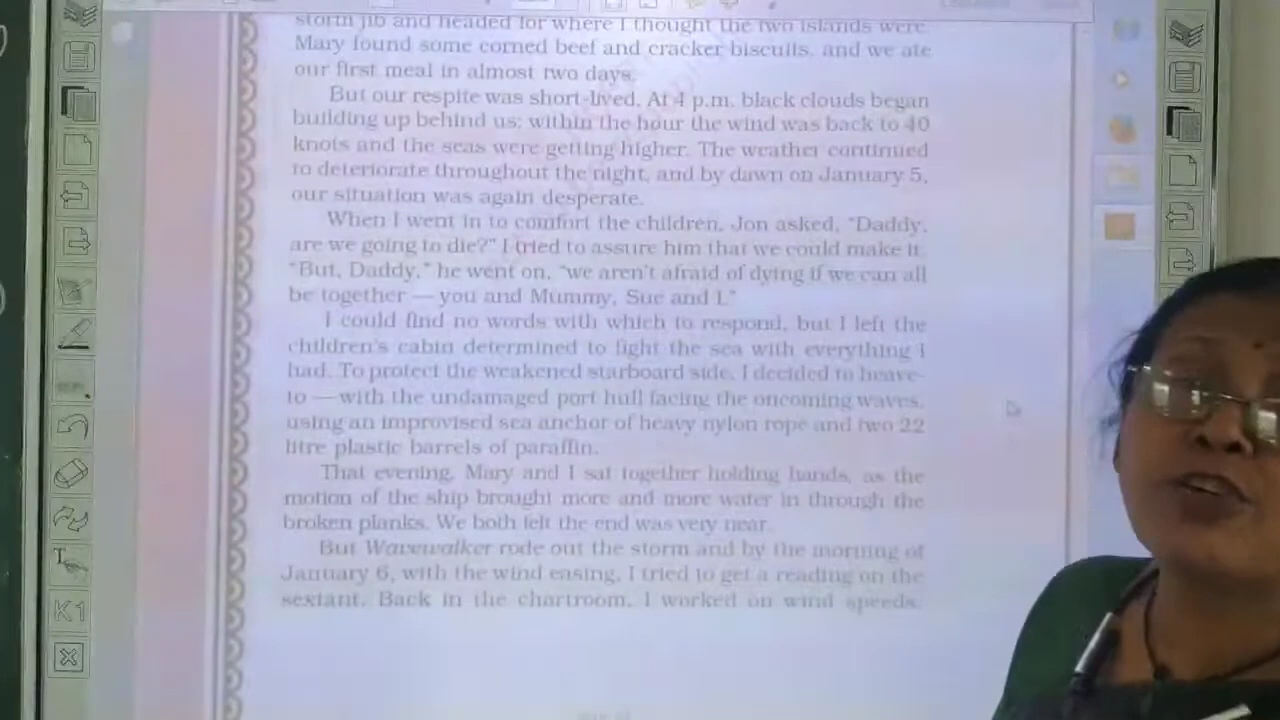 storm jib and headed for where I thought the two islands were.
Mary found some corned beef and cracker biscuits, and we ate
our first meal in almost two days.
But our respite was short-lived. At 4 p.m. black clouds began
building up behind us; within the hour the wind was back to 40
knots and the seas were getting higher. The weather continued
to deteriorate throughout the night, and by dawn on January 5,
our situation was again desperate.
When I went in to comfort the children, Jon asked, “Daddy,
are we going to die?” I tried to assure him that we could make it.
“But, Daddy,” he went on, “we aren't afraid of dying if we can all
be together — you and Mummy, Sue and I.”
I could find no words with which to respond, but I left the
children's cabin determined to fight the sea with everything I
had. To protect the weakened starboard side, I decided to heave-
to — with the undamaged port hull facing the oncoming waves,
using an improvised sea anchor of heavy nylon rope and two 22
litre plastic barrels of paraffin.
That evening, Mary and I sat together holding hands, as the
motion of the ship brought more and more water in through the
broken planks. We both felt the end was very near.
But Wavewalker rode out the storm and by the morning of
January 6, with the wind easing, I tried to get a reading on the
sextant. Back in the chartroom, I worked on wind speeds,
K1